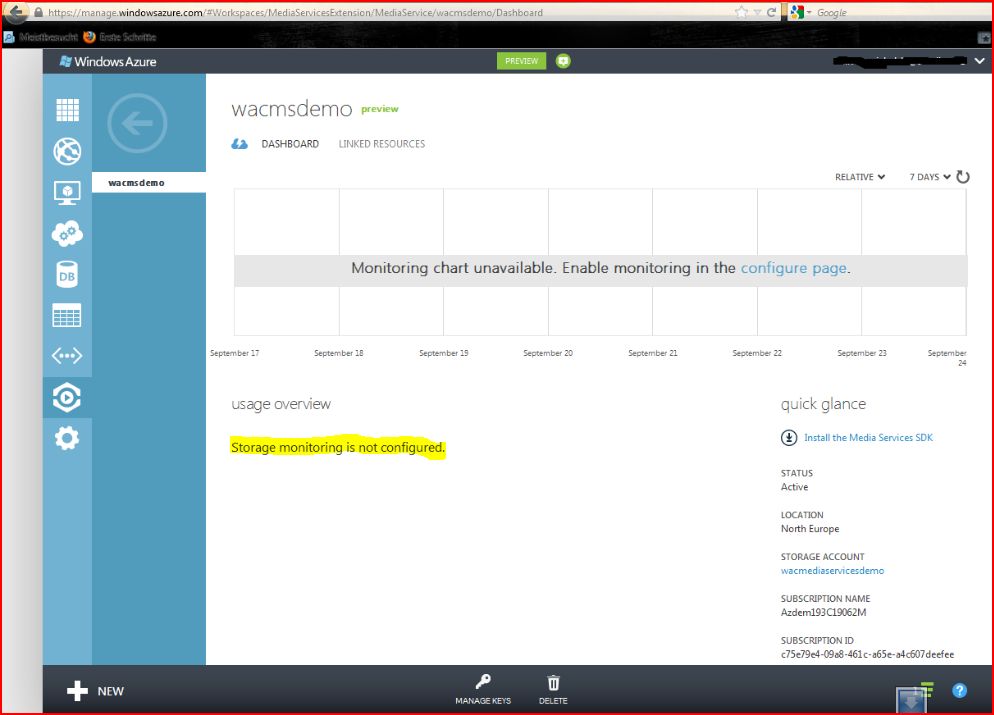 https://manage.windowsazure.com/#Workspaces/MediaServicesExtension/MediaService/wacmsdemo/Dashboard
Google
Meistbesucht Erste Schritte
Windows Azure
PREVIEW
wacmsdemo preview
DASHBOARD LINKED RESOURCES
wacmsdemo
RELATIVE 7 DAYS
Monitoring chart unavailable. Enable monitoring in the configure page.
DB
September 17 September 18 September 19 September 20 September 21 September 22 September 23 September
24
usage overview
quick glance
Storage monitoring is not configured.
Install the Media Services SDK
STATUS
Active
LOCATION
North Europe
STORAGE ACCOUNT
wacmediaservicesdemo
SUBSCRIPTION NAME
Azdem193C19062M
SUBSCRIPTION ID
c75e79e4-09a8-461c-a65e-a4c607deefee
NEW
MANAGE KEYS
DELETE
?